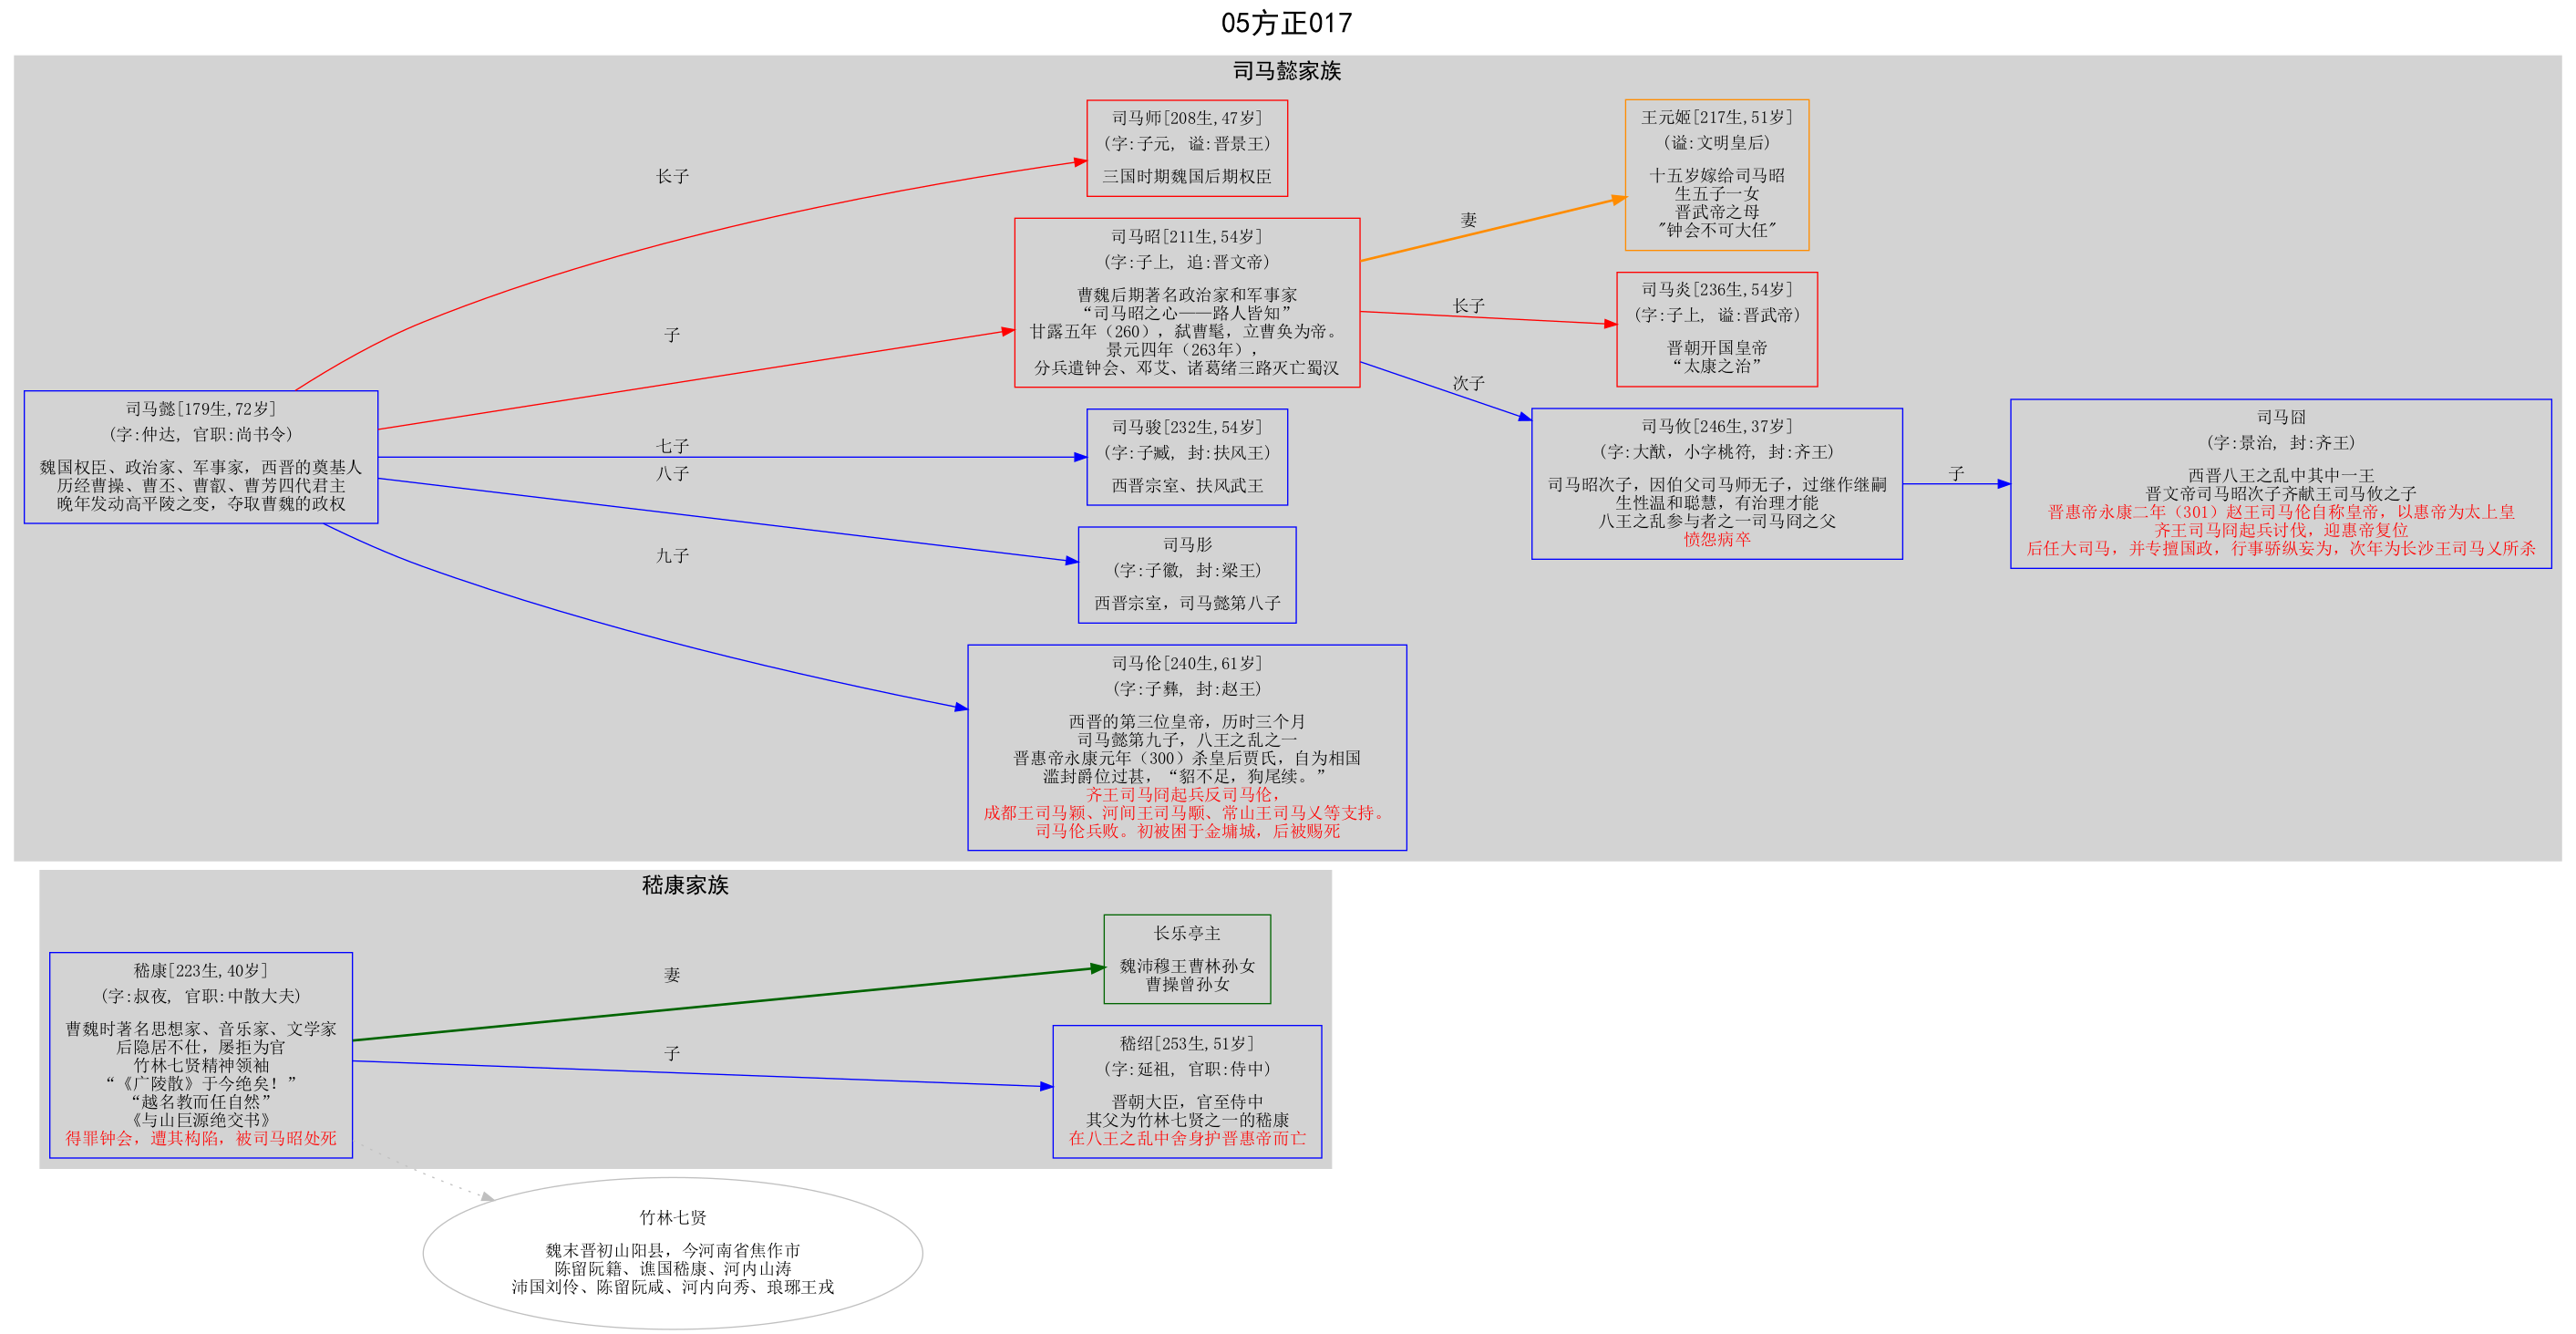 05方正017
司马懿家族
司马懿[179生,72岁]
(字:仲达, 官职:尚书令)
魏国权臣、政治家、军事家，西晋的奠基人
历经曹操、曹丕、曹叡、曹芳四代君主
晚年发动高平陵之变，夺取曹魏的政权
长子
子
七子
八子
九子
司马师[208生,47岁]
(字:子元, 谥:晋景王)
三国时期魏国后期权臣
司马昭[211生,54岁]
(字:子上, 追:晋文帝)
曹魏后期著名政治家和军事家
“司马昭之心——路人皆知”
甘露五年（260），弑曹髦，立曹奂为帝。
景元四年（263年），
分兵遣钟会、邓艾、诸葛绪三路灭亡蜀汉
司马骏[232生,54岁]
(字:子臧, 封:扶风王)
西晋宗室、扶风武王
司马肜
(字:子徽, 封:梁王)
西晋宗室，司马懿第八子
司马伦[240生,61岁]
(字:子彝, 封:赵王)
西晋的第三位皇帝，历时三个月
司马懿第九子，八王之乱之一
晋惠帝永康元年（300）杀皇后贾氏，自为相国
滥封爵位过甚，“貂不足，狗尾续。”
齐王司马冏起兵反司马伦，
成都王司马颖、河间王司马颙、常山王司马乂等支持。
司马伦兵败。初被困于金墉城，后被赐死
妻
长子
次子
王元姬[217生,51岁]
(谥:文明皇后)
十五岁嫁给司马昭
生五子一女
晋武帝之母
"钟会不可大任"
司马炎[236生,54岁]
(字:子上, 谥:晋武帝)
晋朝开国皇帝
“太康之治”
司马攸[246生,37岁]
(字:大猷，小字桃符, 封:齐王)
司马昭次子，因伯父司马师无子，过继作继嗣
生性温和聪慧，有治理才能
八王之乱参与者之一司马冏之父
愤怨病卒
子
司马囧
(字:景治, 封:齐王)
西晋八王之乱中其中一王
晋文帝司马昭次子齐献王司马攸之子
晋惠帝永康二年（301）赵王司马伦自称皇帝，以惠帝为太上皇
齐王司马冏起兵讨伐，迎惠帝复位
后任大司马，并专擅国政，行事骄纵妄为，次年为长沙王司马乂所杀
嵇康家族
嵇康[223生,40岁]
(字:叔夜, 官职:中散大夫)
曹魏时著名思想家、音乐家、文学家
后隐居不仕，屡拒为官
竹林七贤精神领袖
“《广陵散》于今绝矣！”
“越名教而任自然”
《与山巨源绝交书》
得罪钟会，遭其构陷，被司马昭处死
妻
子
长乐亭主
魏沛穆王曹林孙女
曹操曾孙女
嵇绍[253生,51岁]
(字:延祖, 官职:侍中)
晋朝大臣，官至侍中
其父为竹林七贤之一的嵇康
在八王之乱中舍身护晋惠帝而亡
竹林七贤
魏末晋初山阳县，今河南省焦作市
陈留阮籍、谯国嵇康、河内山涛
沛国刘伶、陈留阮咸、河内向秀、琅琊王戎